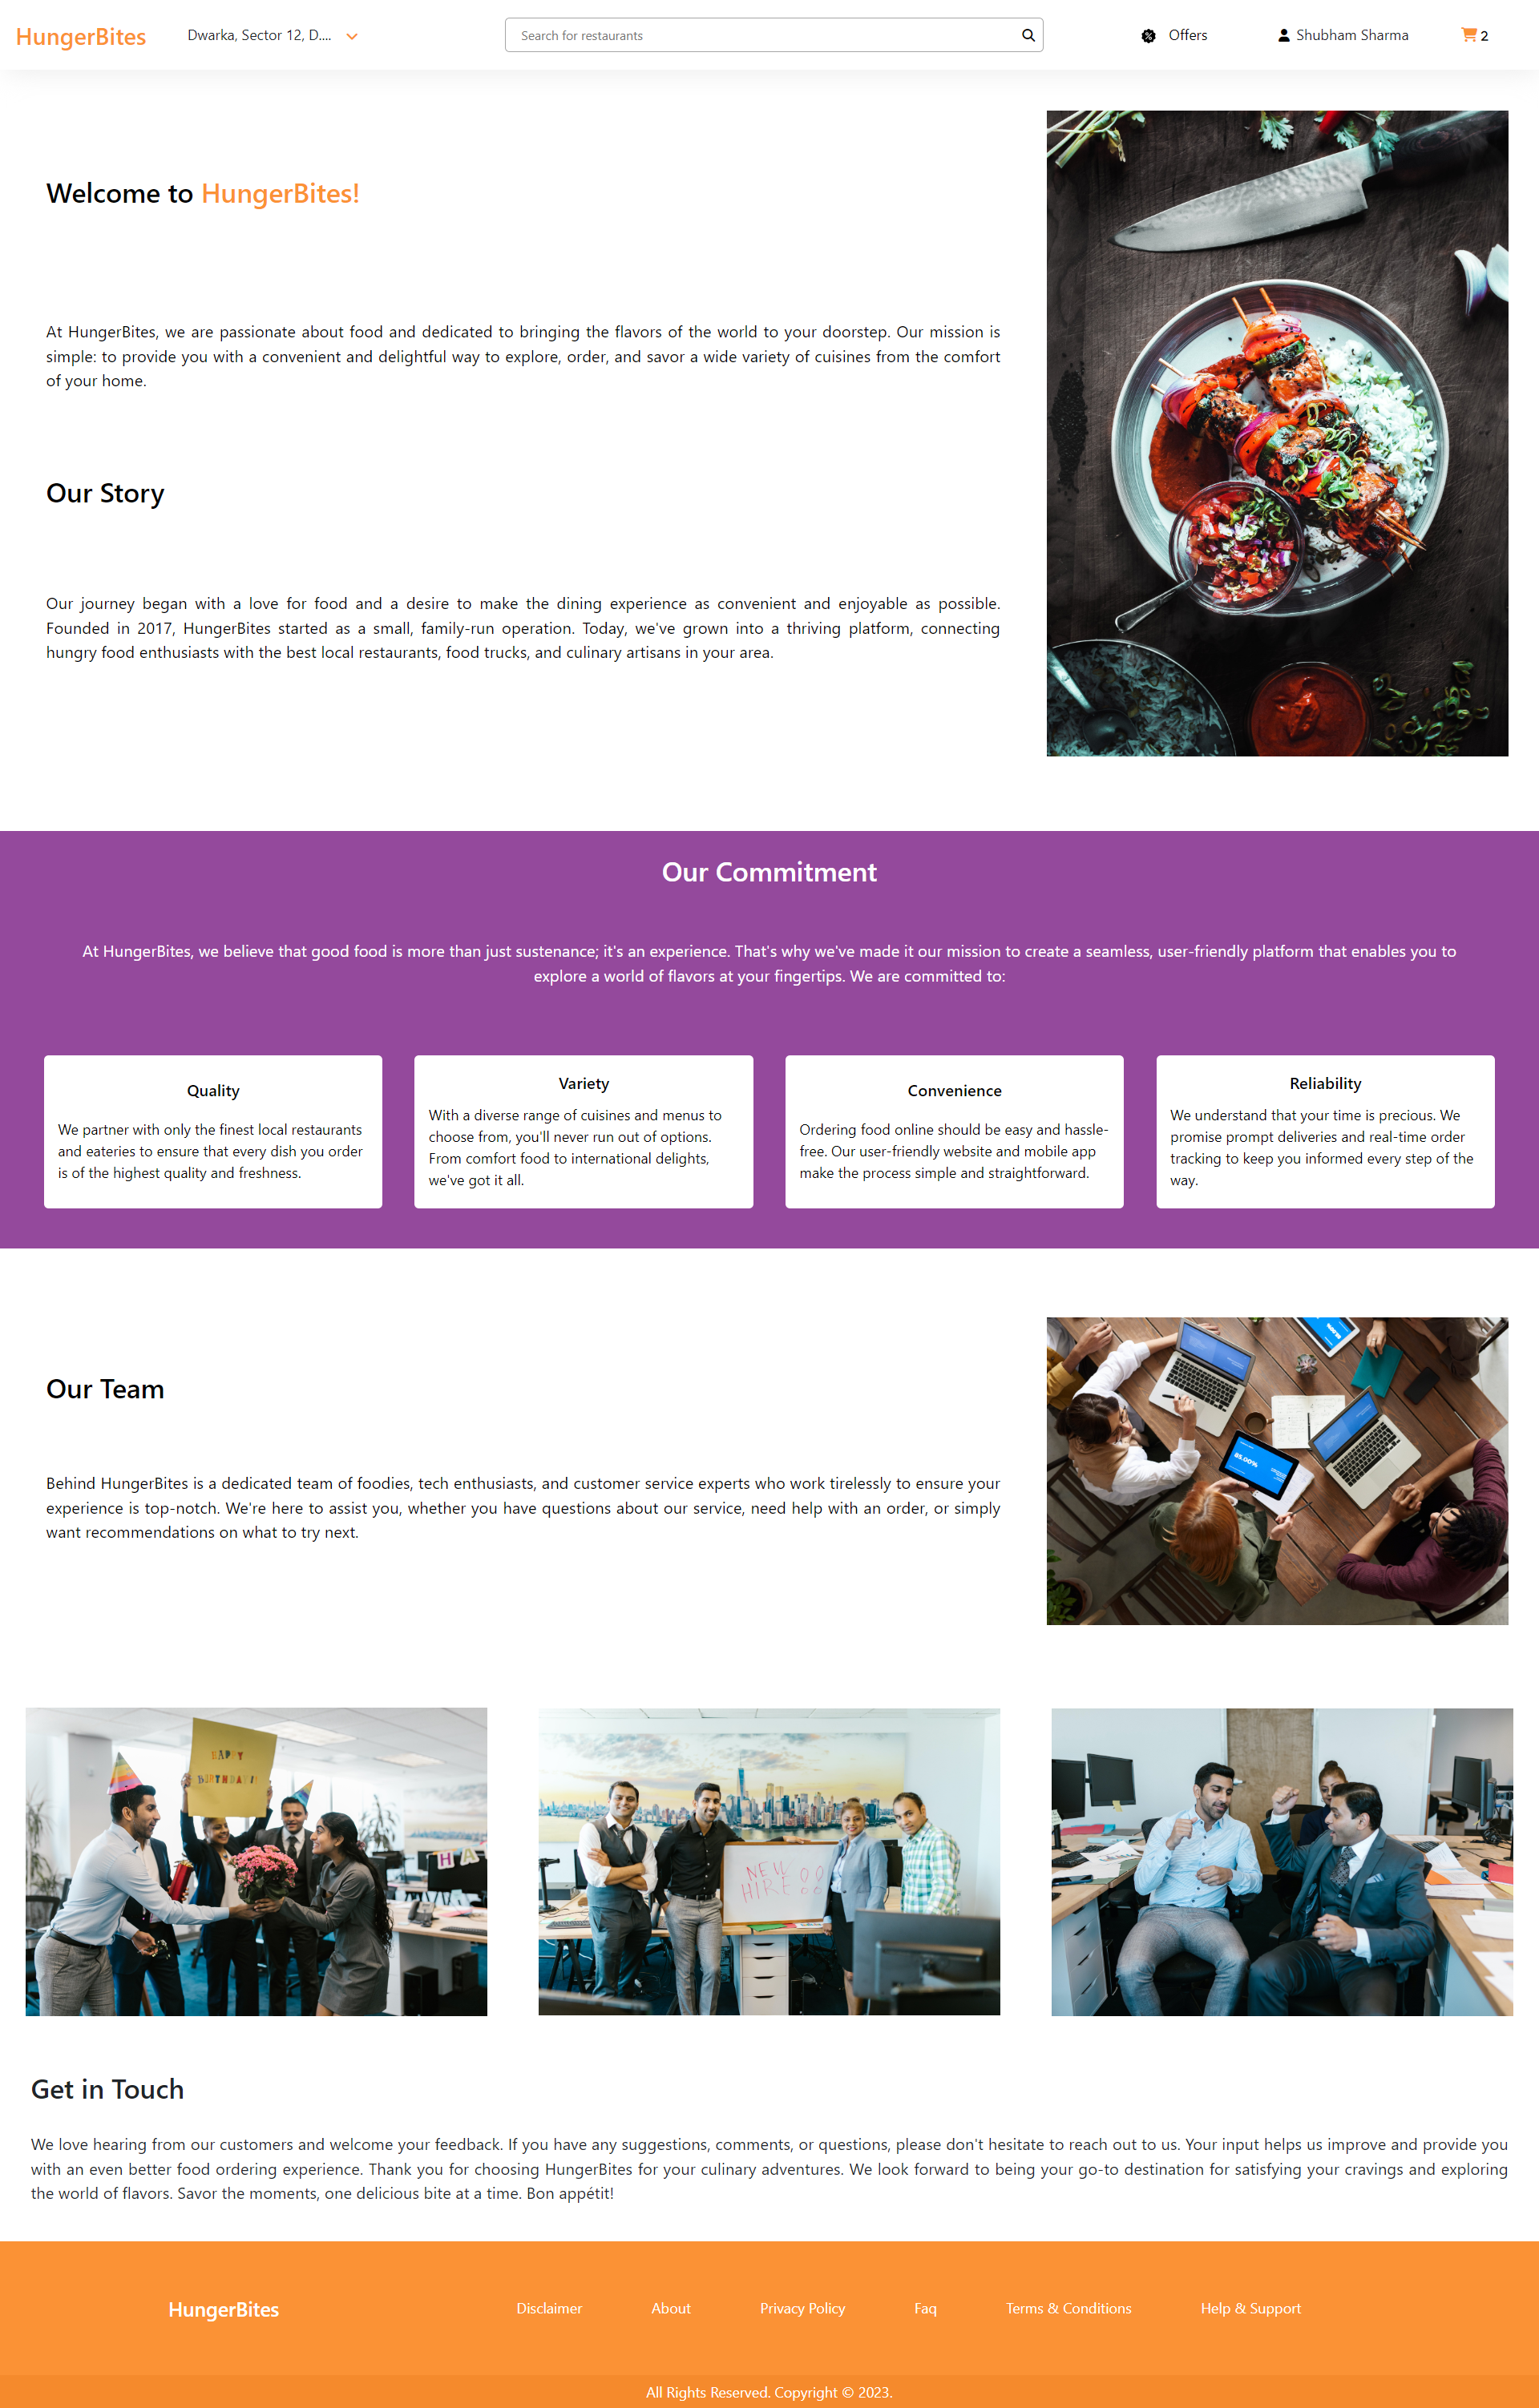 HungerBites
Dwarka, Sector 12, D....
Search for restaurants
Offers
Shubham Sharma
2
Welcome to HungerBites!
At HungerBites, we are passionate about food and dedicated to bringing the flavors of the world to your doorstep. Our mission is
simple: to provide you with a convenient and delightful way to explore, order, and savor a wide variety of cuisines from the comfort
of your home.
Our Story
Our journey began with a love for food and a desire to make the dining experience as convenient and enjoyable as possible.
Founded in 2017, HungerBites started as a small, family-run operation. Today, we've grown into a thriving platform, connecting
hungry food enthusiasts with the best local restaurants, food trucks, and culinary artisans in your area.
Our Commitment
At HungerBites, we believe that good food is more than just sustenance; it's an experience. That's why we've made it our mission to create a seamless, user-friendly platform that enables you to
explore a world of flavors at your fingertips. We are committed to:
Quality
We partner with only the finest local restaurants
and eateries to ensure that every dish you order
is of the highest quality and freshness.
Variety
With a diverse range of cuisines and menus to
choose from, you'll never run out of options.
From comfort food to international delights,
we've got it all.
Convenience
Ordering food online should be easy and hassle-
free. Our user-friendly website and mobile app
make the process simple and straightforward.
Reliability
We understand that your time is precious. We
promise prompt deliveries and real-time order
tracking to keep you informed every step of the
way.
Our Team
Behind HungerBites is a dedicated team of foodies, tech enthusiasts, and customer service experts who work tirelessly to ensure your
experience is top-notch. We're here to assist you, whether you have questions about our service, need help with an order, or simply
want recommendations on what to try next.
85.00%
HAPPY
BIRTHDAY!!
HA
NEW
HIRE !!
Get in Touch
We love hearing from our customers and welcome your feedback. If you have any suggestions, comments, or questions, please don't hesitate to reach out to us. Your input helps us improve and provide you
with an even better food ordering experience. Thank you for choosing HungerBites for your culinary adventures. We look forward to being your go-to destination for satisfying your cravings and exploring
the world of flavors. Savor the moments, one delicious bite at a time. Bon appétit!
HungerBites
Disclaimer
About
Privacy Policy
Faq
Terms & Conditions
Help & Support
All Rights Reserved. Copyright © 2023.